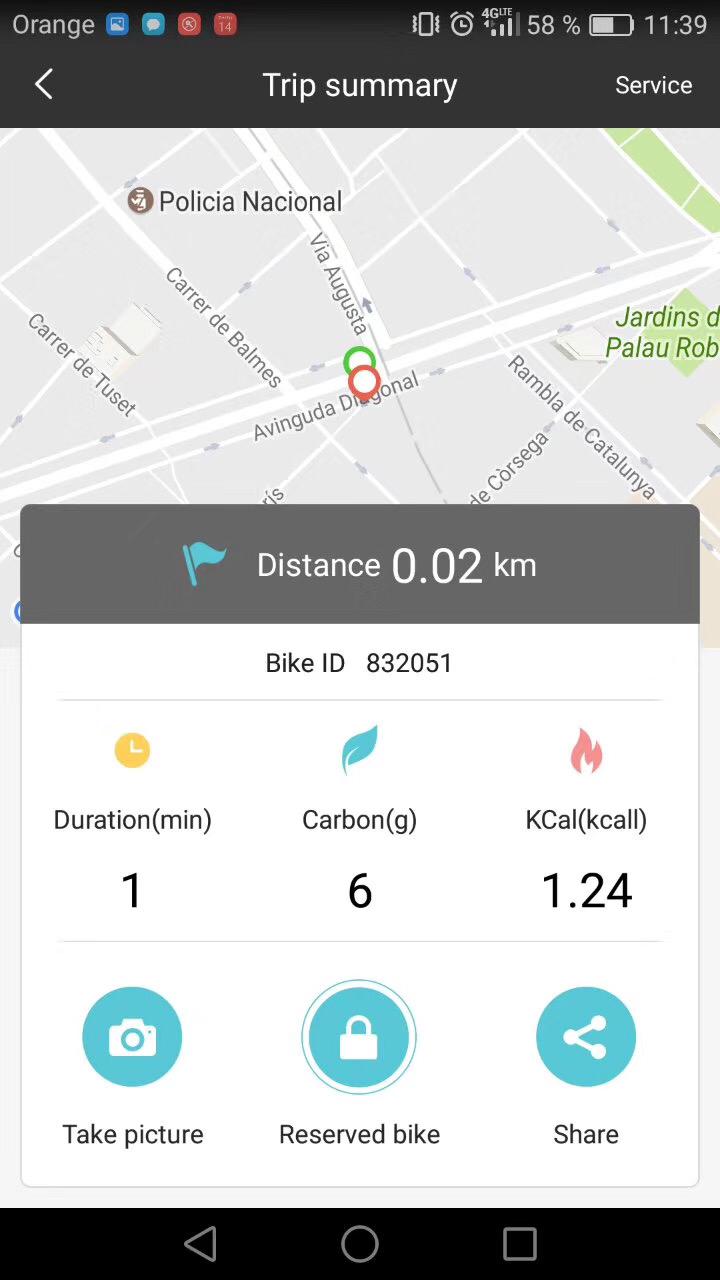 Orange 4G LTE 58 % 11:39
Trip summary Service
Policia Nacional
Via Augusta
Carrer de Balmes
Carrer de Tuset
Jardins d
Palau Rob
Avinguda Diagonal
Rambla de Catalunya
de Còrsega
Distance 0.02 km
Bike ID 832051
Duration(min) Carbon(g) KCal(kcall)
1 6 1.24
Take picture Reserved bike Share